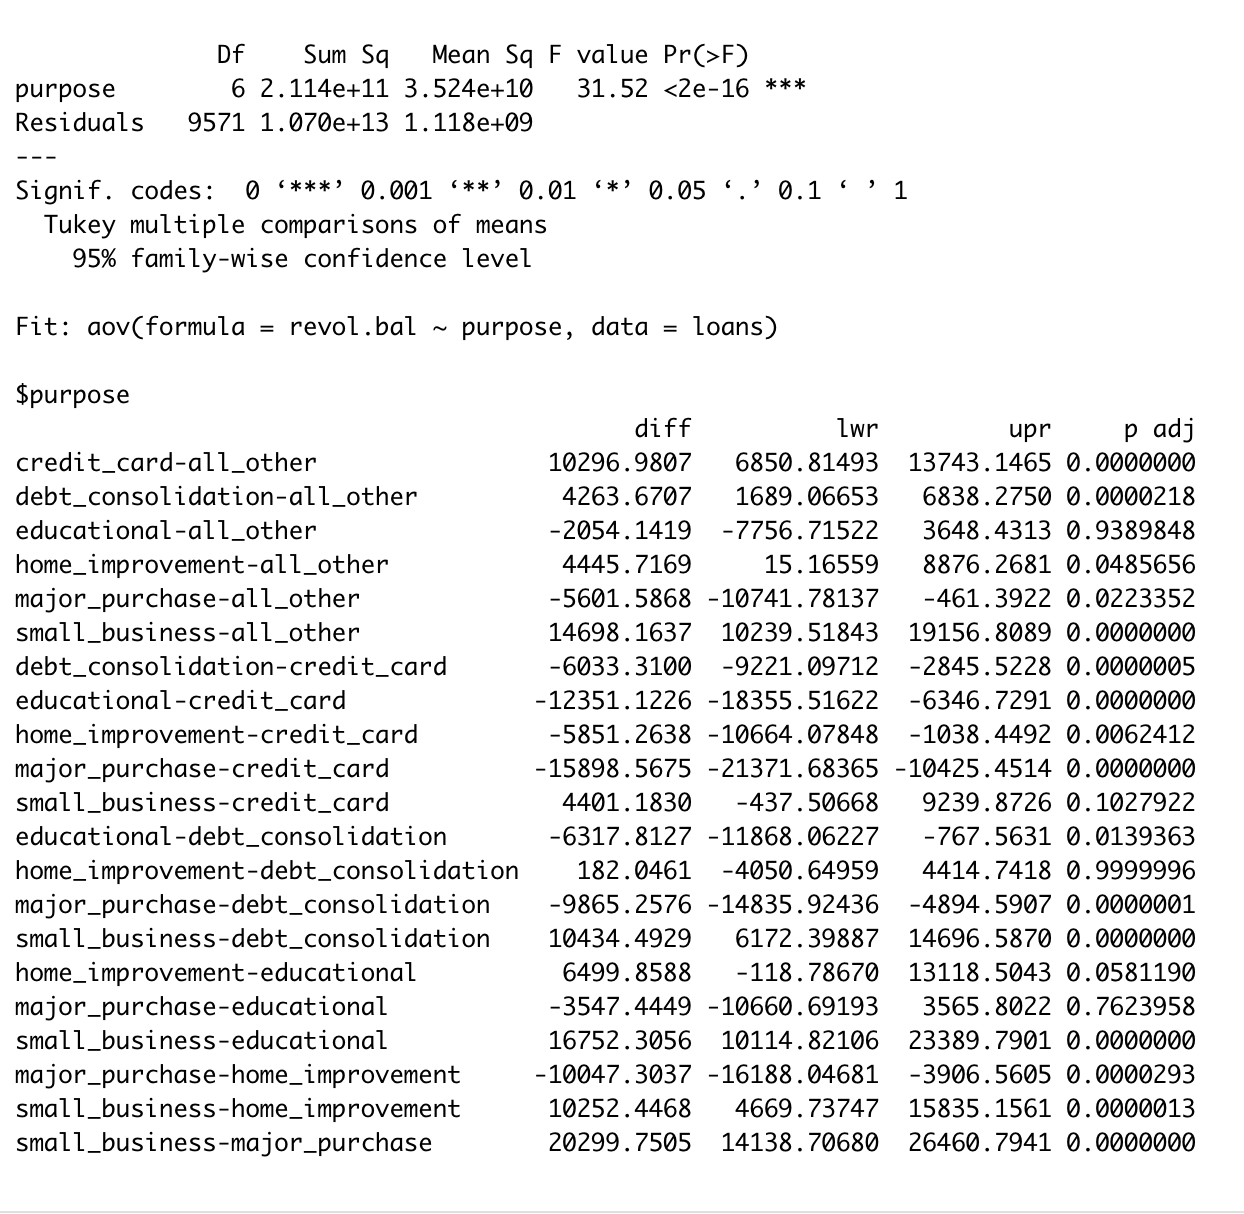 Df Sum Sq Mean Sq F value Pr(>F)
purpose 6 2.114e+11 3.524e+10 31.52 <2e-16 ***
Residuals 9571 1.070e+13 1.118e+09
---
Signif. codes: 0 ‘***’ 0.001 ‘**’ 0.01 ‘*’ 0.05 ‘.’ 0.1 ‘ ’ 1
Tukey multiple comparisons of means
95% family-wise confidence level
Fit: aov(formula = revol.bal ~ purpose, data = loans)
$purpose
diff lwr upr p adj
credit_card-all_other 10296.9807 6850.81493 13743.1465 0.0000000
debt_consolidation-all_other 4263.6707 1689.06653 6838.2750 0.0000218
educational-all_other -2054.1419 -7756.71522 3648.4313 0.9389848
home_improvement-all_other 4445.7169 15.16559 8876.2681 0.0485656
major_purchase-all_other -5601.5868 -10741.78137 -461.3922 0.0223352
small_business-all_other 14698.1637 10239.51843 19156.8089 0.0000000
debt_consolidation-credit_card -6033.3100 -9221.09712 -2845.5228 0.0000005
educational-credit_card -12351.1226 -18355.51622 -6346.7291 0.0000000
home_improvement-credit_card -5851.2638 -10664.07848 -1038.4492 0.0062412
major_purchase-credit_card -15898.5675 -21371.68365 -10425.4514 0.0000000
small_business-credit_card 4401.1830 -437.50668 9239.8726 0.1027922
educational-debt_consolidation -6317.8127 -11868.06227 -767.5631 0.0139363
home_improvement-debt_consolidation 182.0461 -4050.64959 4414.7418 0.9999996
major_purchase-debt_consolidation -9865.2576 -14835.92436 -4894.5907 0.0000001
small_business-debt_consolidation 10434.4929 6172.39887 14696.5870 0.0000000
home_improvement-educational 6499.8588 -118.78670 13118.5043 0.0581190
major_purchase-educational -3547.4449 -10660.69193 3565.8022 0.7623958
small_business-educational 16752.3056 10114.82106 23389.7901 0.0000000
major_purchase-home_improvement -10047.3037 -16188.04681 -3906.5605 0.0000293
small_business-home_improvement 10252.4468 4669.73747 15835.1561 0.0000013
small_business-major_purchase 20299.7505 14138.70680 26460.7941 0.0000000